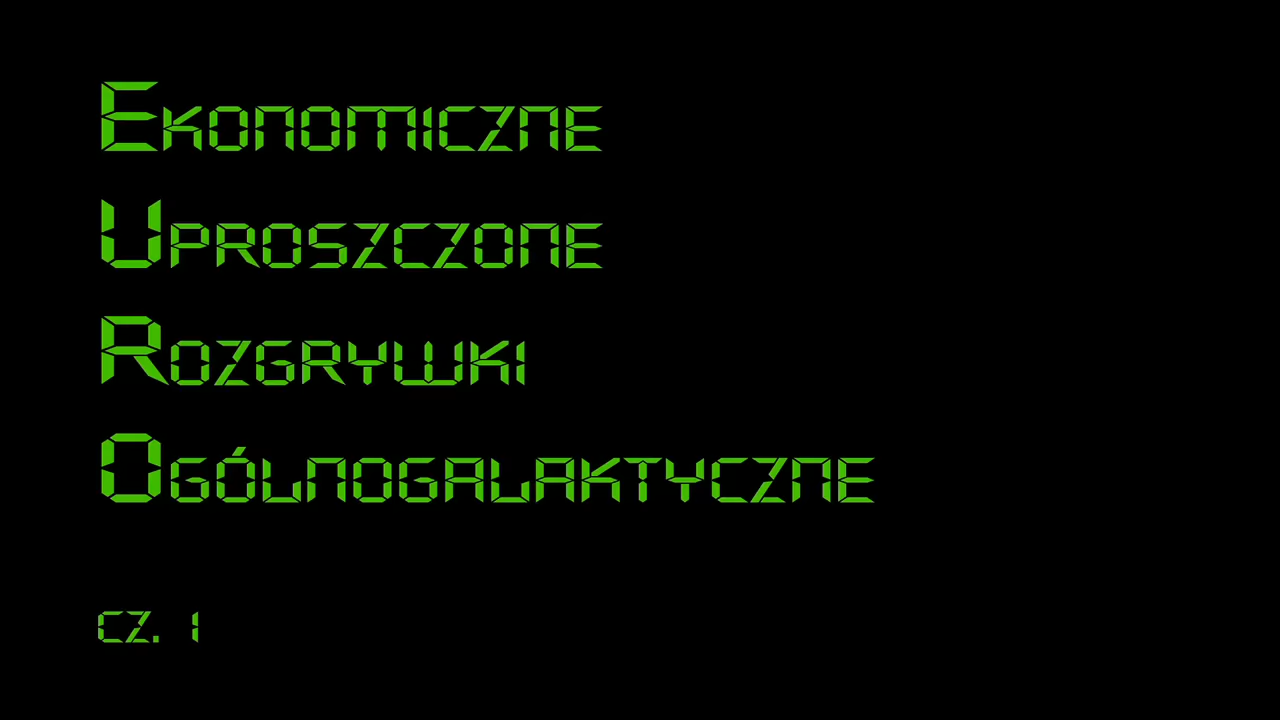 Ekonomiczne
Uproszczone
Rozgrywki
Ogólnogalaktyczne
cz. 1